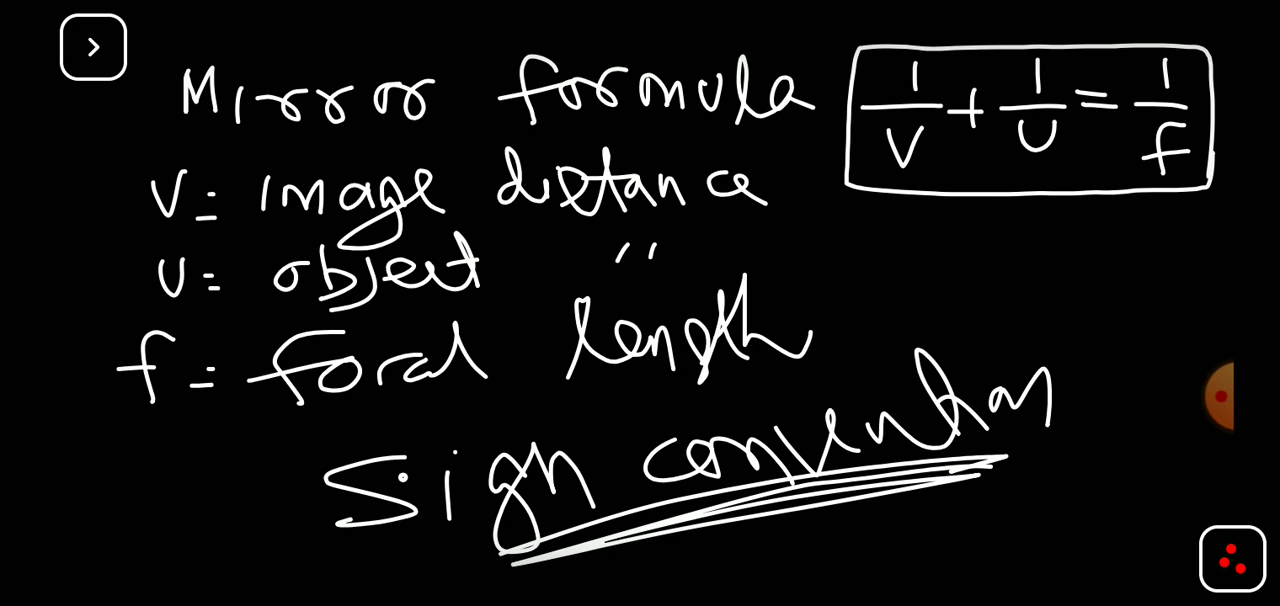 Mirror formula 1/v + 1/u = 1/f
v = image distance
u = object "
f = focal length
Sign convention